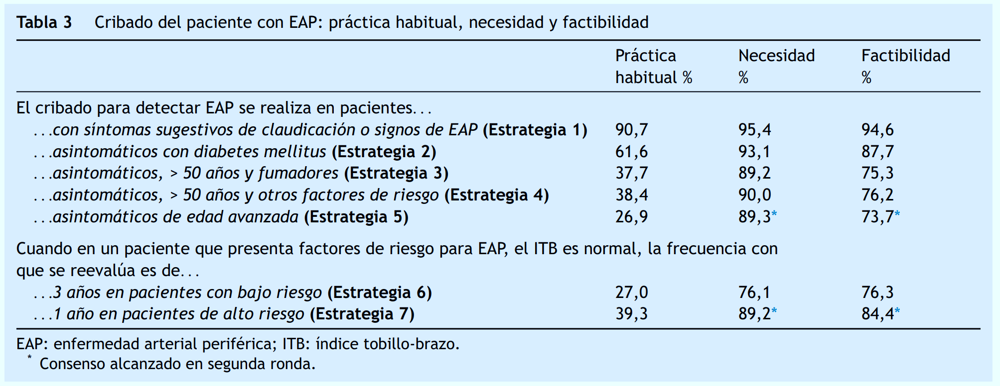 Tabla 3 Cribado del paciente con EAP: práctica habitual, necesidad y factibilidad
Práctica habitual % Necesidad % Factibilidad %
El cribado para detectar EAP se realiza en pacientes...
...con síntomas sugestivos de claudicación o signos de EAP (Estrategia 1) 90,7 95,4 94,6
...asintomáticos con diabetes mellitus (Estrategia 2) 61,6 93,1 87,7
...asintomáticos, > 50 años y fumadores (Estrategia 3) 37,7 89,2 75,3
...asintomáticos, > 50 años y otros factores de riesgo (Estrategia 4) 38,4 90,0 76,2
...asintomáticos de edad avanzada (Estrategia 5) 26,9 89,3* 73,7*
Cuando en un paciente que presenta factores de riesgo para EAP, el ITB es normal, la frecuencia con
que se reevalúa es de...
...3 años en pacientes con bajo riesgo (Estrategia 6) 27,0 76,1 76,3
...1 año en pacientes de alto riesgo (Estrategia 7) 39,3 89,2* 84,4*
EAP: enfermedad arterial periférica; ITB: índice tobillo-brazo.
* Consenso alcanzado en segunda ronda.